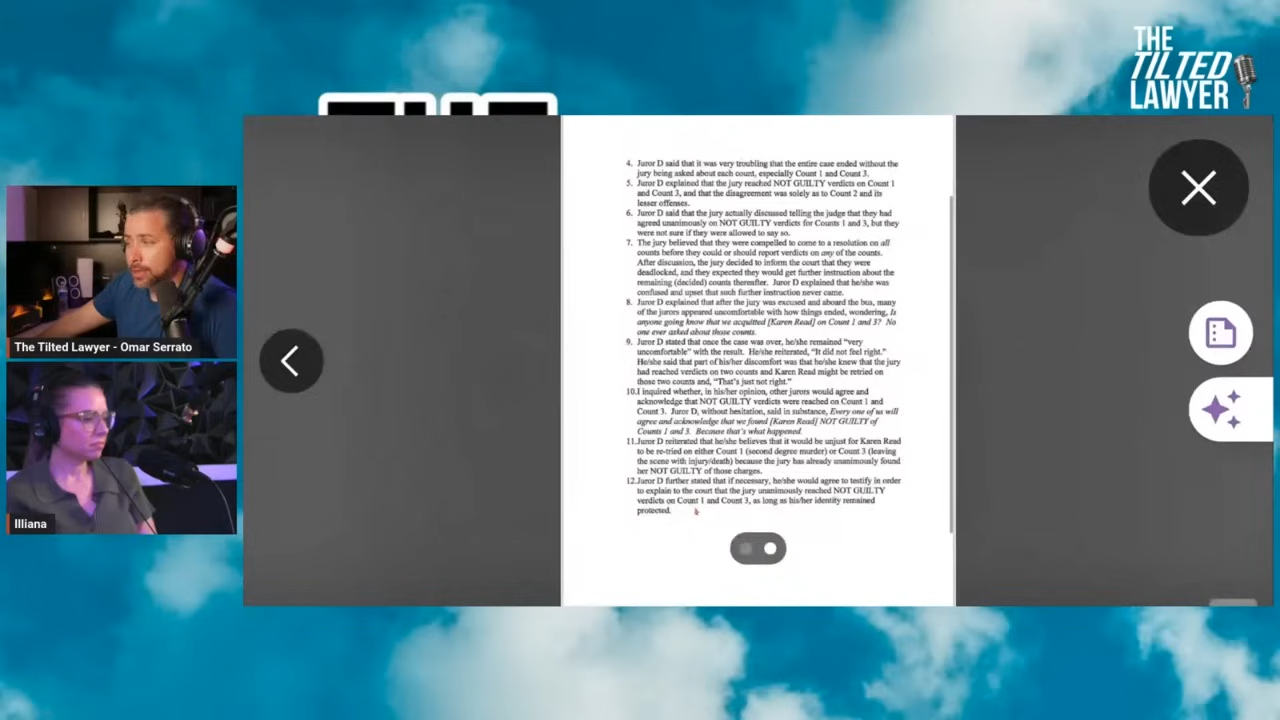 THE
TILTED
LAWYER
4. Juror D said that it was very troubling that the entire case ended without the
jury being asked about each count, especially Count 1 and Count 3.
5. Juror D explained that the jury reached NOT GUILTY verdicts on Count 1
and Count 3, and that the disagreement was solely as to Count 2 and its
lesser offenses.
6. Juror D said that the jury actually discussed telling the judge that they had
agreed unanimously on NOT GUILTY verdicts for Counts 1 and 3, but they
were not sure if they were allowed to say so.
7. The jury believed that they were compelled to come to a resolution on all
counts before they could or should report verdicts on any of the counts.
After discussion, the jury decided to inform the court that they were
deadlocked, and they expected they would get further instruction about the
remaining (decided) counts thereafter. Juror D explained that he/she was
confused and upset that such further instruction never came.
8. Juror D explained that after the jury was excused and aboard the bus, many
of the jurors appeared uncomfortable with how things ended, wondering, Is
anyone going know that we acquitted [Karen Read] on Count 1 and 3? No
one ever asked about those counts.
9. Juror D stated that once the case was over, he/she remained "very
uncomfortable" with the result. He/she reiterated, "It did not feel right."
He/she said that part of his/her discomfort was that he/she knew that the jury
had reached verdicts on two counts and Karen Read might be retried on
those two counts and, "That's just not right."
10.I inquired whether, in his/her opinion, other jurors would agree and
acknowledge that NOT GUILTY verdicts were reached on Count 1 and
Count 3. Juror D, without hesitation, said in substance, Every one of us will
agree and acknowledge that we found [Karen Read] NOT GUILTY of
Counts 1 and 3. Because that's what happened.
11.Juror D reiterated that he/she believes that it would be unjust for Karen Read
to be re-tried on either Count 1 (second degree murder) or Count 3 (leaving
the scene with injury/death) because the jury has already unanimously found
her NOT GUILTY of those charges.
12.Juror D further stated that if necessary, he/she would agree to testify in order
to explain to the court that the jury unanimously reached NOT GUILTY
verdicts on Count 1 and Count 3, as long as his/her identity remained
protected.
The Tilted Lawyer - Omar Serrato
Illiana